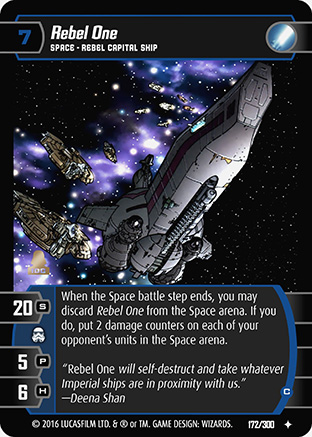 7
Rebel One
SPACE • REBEL CAPITAL SHIP
20 S
When the Space battle step ends, you may
discard Rebel One from the Space arena. If you
do, put 2 damage counters on each of your
opponent's units in the Space arena.
5 P
6 H
“Rebel One will self-destruct and take whatever
Imperial ships are in proximity with us.”
—Deena Shan
C
© 2016 LUCASFILM LTD. & ® or TM. GAME DESIGN: WIZARDS. 172/300